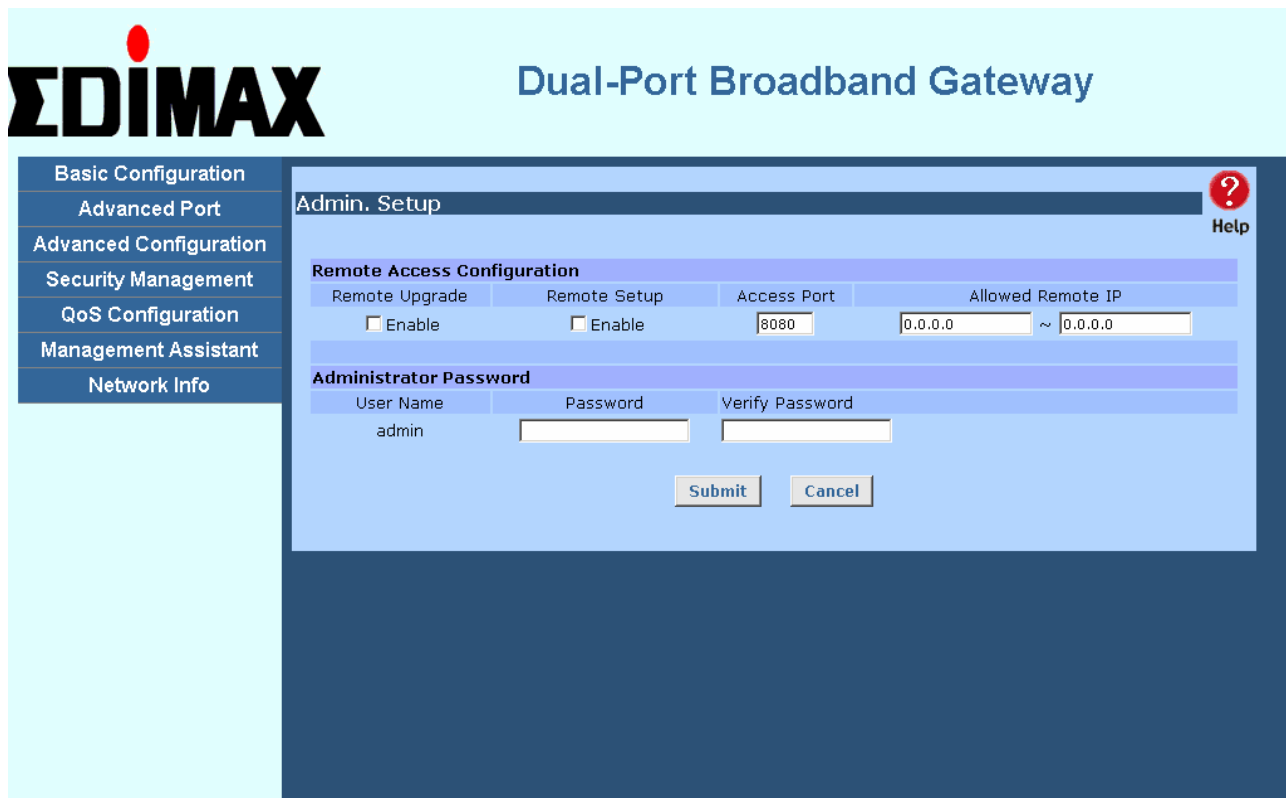 EDIMAX
Dual-Port Broadband Gateway
Basic Configuration
Advanced Port
Advanced Configuration
Security Management
QoS Configuration
Management Assistant
Network Info
Admin. Setup
?
Help
Remote Access Configuration
Remote Upgrade Remote Setup Access Port Allowed Remote IP
Enable Enable 8080 0.0.0.0 ~ 0.0.0.0
Administrator Password
User Name Password Verify Password
admin
Submit Cancel